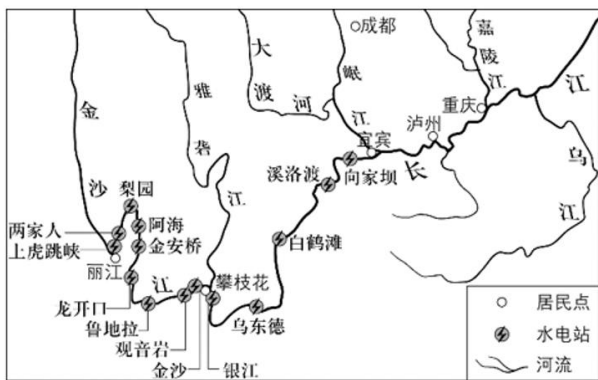 成都
大渡河
岷江
嘉陵江
雅砻江
金沙江
重庆
泸州
宜宾
长江
乌江
向家坝
溪洛渡
白鹤滩
梨园
两家人
阿海
上虎跳峡
金安桥
丽江
攀枝花
龙开口
鲁地拉
乌东德
观音岩
金沙
银江
居民点
水电站
河流